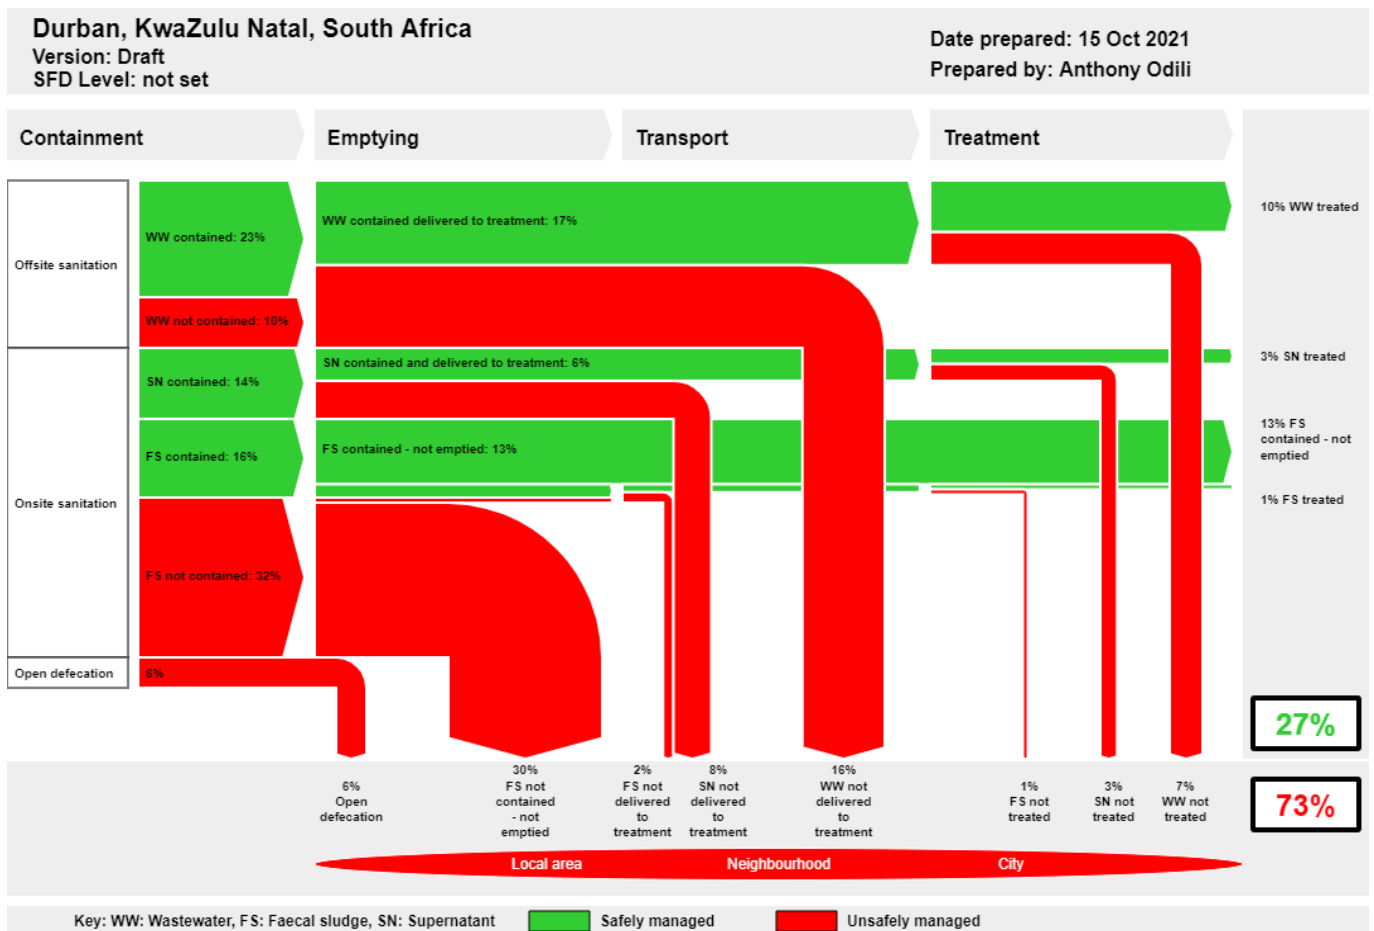 Durban, KwaZulu Natal, South Africa
Version: Draft
SFD Level: not set
Date prepared: 15 Oct 2021
Prepared by: Anthony Odili
Containment
Emptying
Transport
Treatment
Offsite sanitation
WW contained: 23%
WW not contained: 10%
WW contained delivered to treatment: 17%
10% WW treated
Onsite sanitation
SN contained: 14%
SN contained and delivered to treatment: 6%
3% SN treated
FS contained: 16%
FS contained - not emptied: 13%
13% FS
contained - not
emptied
1% FS treated
FS not contained: 32%
Open defecation
6%
27%
6%
Open
defecation
30%
FS not
contained
- not
emptied
2%
FS not
delivered
to
treatment
8%
SN not
delivered
to
treatment
16%
WW not
delivered
to
treatment
1%
FS not
treated
3%
SN not
treated
7%
WW not
treated
73%
Local area
Neighbourhood
City
Key: WW: Wastewater, FS: Faecal sludge, SN: Supernatant
Safely managed
Unsafely managed